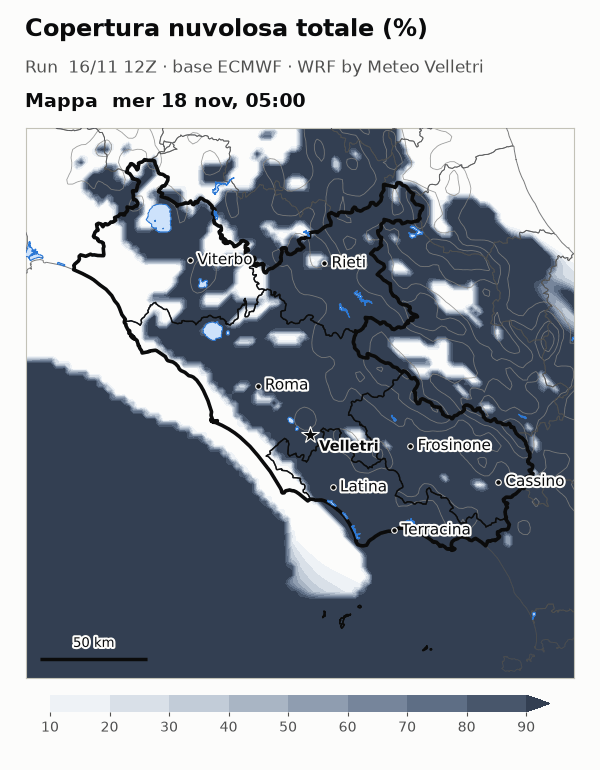 Copertura nuvolosa totale (%)
Run  16/11 12Z · base ECMWF · WRF by Meteo Velletri
Mappa  mer 18 nov, 05:00
Viterbo
Rieti
Roma
Velletri
Frosinone
Latina
Cassino
Terracina
50 km
10 20 30 40 50 60 70 80 90